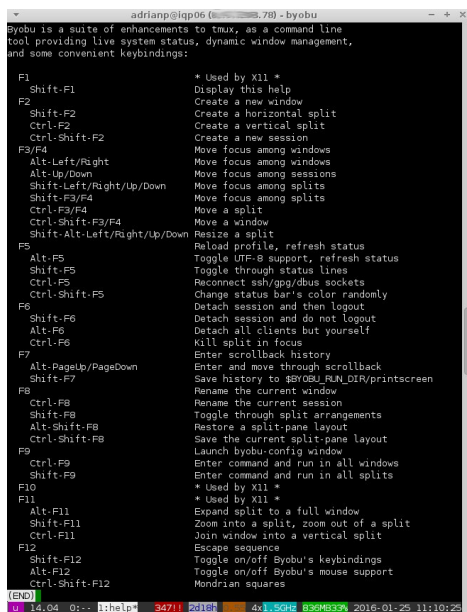 adrianp@iqp06 ( 3.78) - byobu
Byobu is a suite of enhancements to tmux, as a command line
tool providing live system status, dynamic window management,
and some convenient keybindings:
F1 * Used by X11 *
Shift-F1 Display this help
F2 Create a new window
Shift-F2 Create a horizontal split
Ctrl-F2 Create a vertical split
Ctrl-Shift-F2 Create a new session
F3/F4 Move focus among windows
Alt-Left/Right Move focus among windows
Alt-Up/Down Move focus among sessions
Shift-Left/Right/Up/Down Move focus among splits
Shift-F3/F4 Move focus among splits
Ctrl-F3/F4 Move a split
Ctrl-Shift-F3/F4 Move a window
Shift-Alt-Left/Right/Up/Down Resize a split
F5 Reload profile, refresh status
Alt-F5 Toggle UTF-8 support, refresh status
Shift-F5 Toggle through status lines
Ctrl-F5 Reconnect ssh/gpg/dbus sockets
Ctrl-Shift-F5 Change status bar's color randomly
F6 Detach session and then logout
Shift-F6 Detach session and do not logout
Alt-F6 Detach all clients but yourself
Ctrl-F6 Kill split in focus
F7 Enter scrollback history
Alt-PageUp/PageDown Enter and move through scrollback
Shift-F7 Save history to $BYOBU_RUN_DIR/printscreen
F8 Rename the current window
Ctrl-F8 Rename the current session
Shift-F8 Toggle through split arrangements
Alt-Shift-F8 Restore a split-pane layout
Ctrl-Shift-F8 Save the current split-pane layout
F9 Launch byobu-config window
Ctrl-F9 Enter command and run in all windows
Shift-F9 Enter command and run in all splits
F10 * Used by X11 *
F11 * Used by X11 *
Alt-F11 Expand split to a full window
Shift-F11 Zoom into a split, zoom out of a split
Ctrl-F11 Join window into a vertical split
F12 Escape sequence
Shift-F12 Toggle on/off Byobu's keybindings
Alt-F12 Toggle on/off Byobu's mouse support
Ctrl-Shift-F12 Mondrian squares
(END)
u 14.04 0:-- 1:help* 347!! 2d18h 4x1.5GHz 836MB33% 2016-01-25 11:10:25